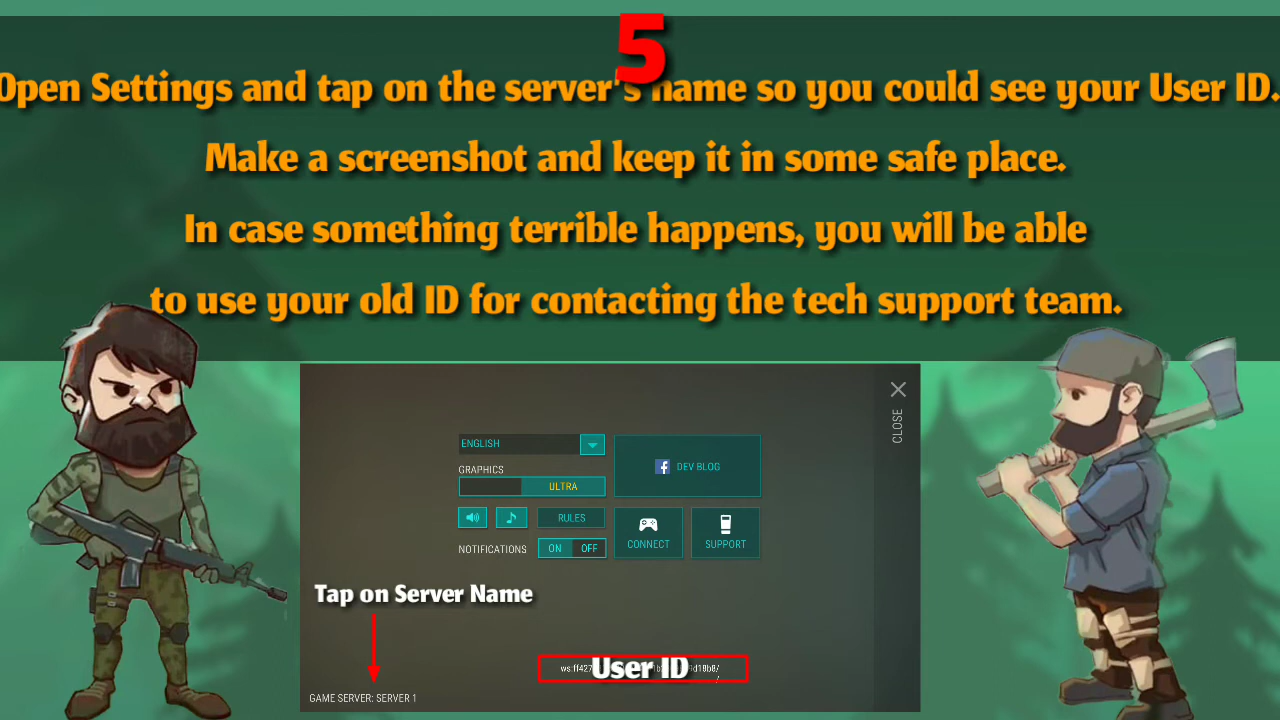 5
Open Settings and tap on the server's name so you could see your User ID.
Make a screenshot and keep it in some safe place.
In case something terrible happens, you will be able
to use your old ID for contacting the tech support team.
CLOSE
ENGLISH
DEV BLOG
GRAPHICS
ULTRA
RULES
CONNECT
SUPPORT
NOTIFICATIONS
ON OFF
Tap on Server Name
User ID
GAME SERVER: SERVER 1